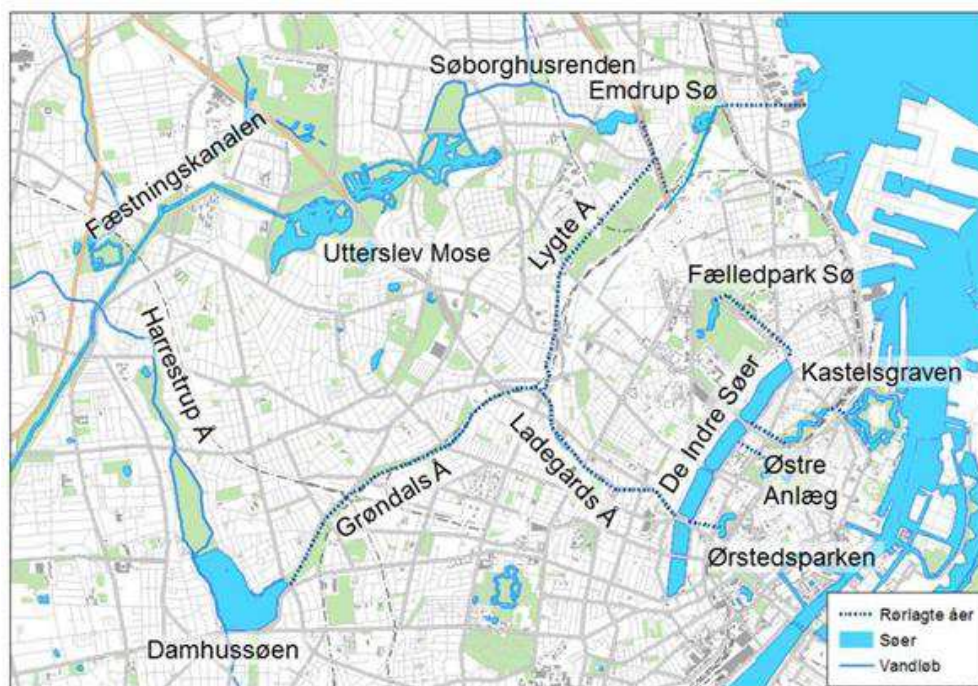 Søborghusrenden
Emdrup Sø
Fæstningskanalen
Utterslev Mose
Lygte Å
Fælledpark Sø
Harrestrup Å
Kastelsgraven
De Indre Søer
Ladegårds Å
Østre
Anlæg
Grøndals Å
Ørstedsparken
Damhussøen
Rørlagte åer
Søer
Vandløb